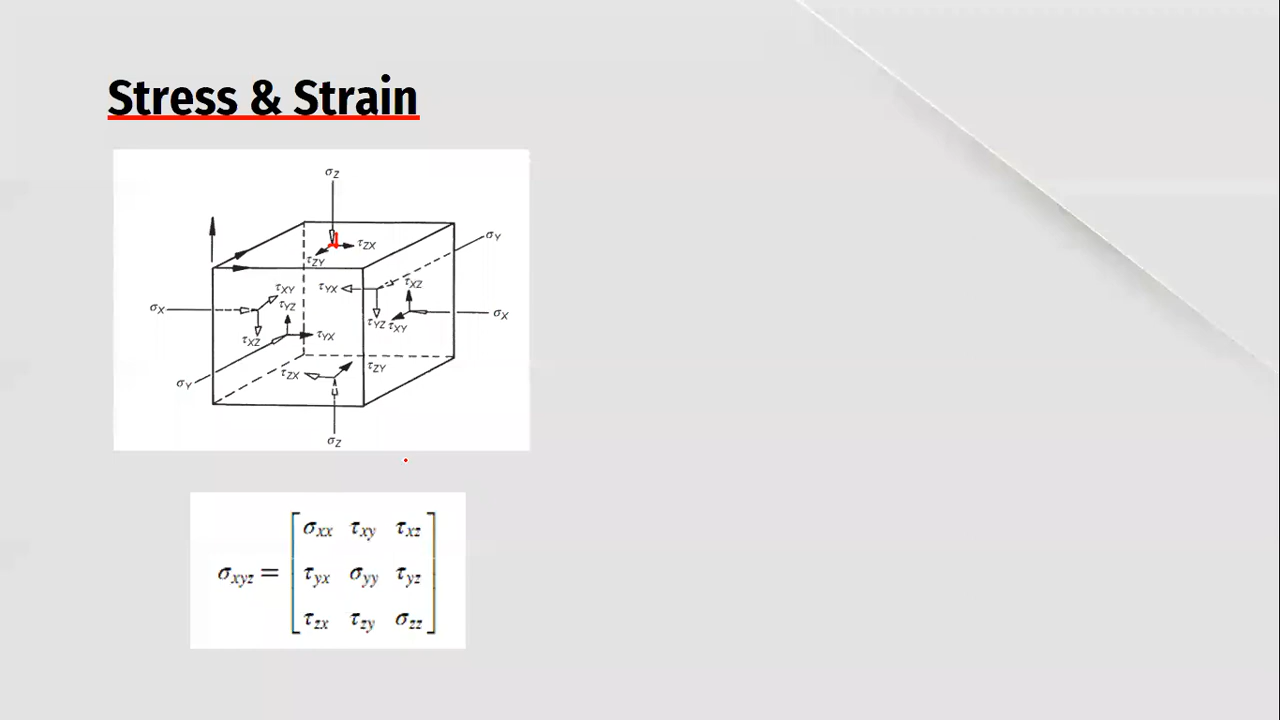 Stress & Strain
σZ
τZX
τZY
σY
τXY
τYX
τXZ
τYZ
σX
σX
τYZ
τXY
τXZ
τYX
τZX
τZY
σY
σZ
σxyz = [ σxx τxy τxz
τyx σyy τyz
τzx τzy σzz ]